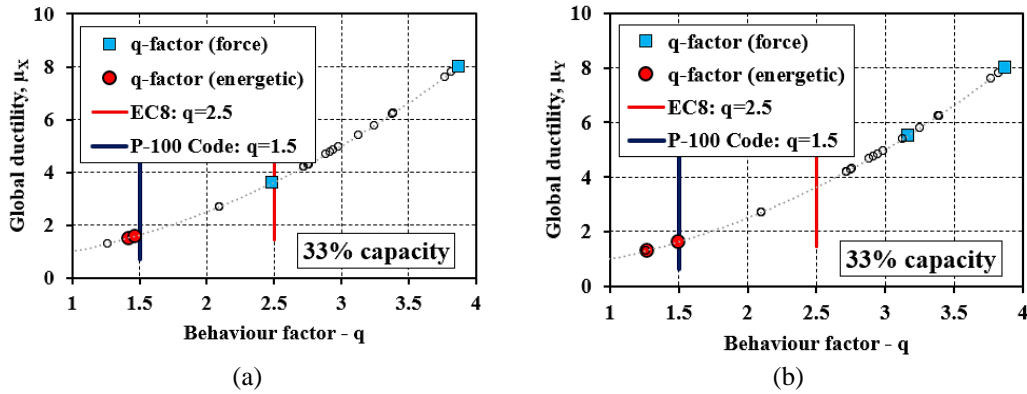 10
8
6
4
2
0
Global ductility, μX
q-factor (force)
q-factor (energetic)
EC8: q=2.5
P-100 Code: q=1.5
33% capacity
1 1.5 2 2.5 3 3.5 4
Behaviour factor - q
(a)
10
8
6
4
2
0
Global ductility, μY
q-factor (force)
q-factor (energetic)
EC8: q=2.5
P-100 Code: q=1.5
33% capacity
1 1.5 2 2.5 3 3.5 4
Behaviour factor - q
(b)